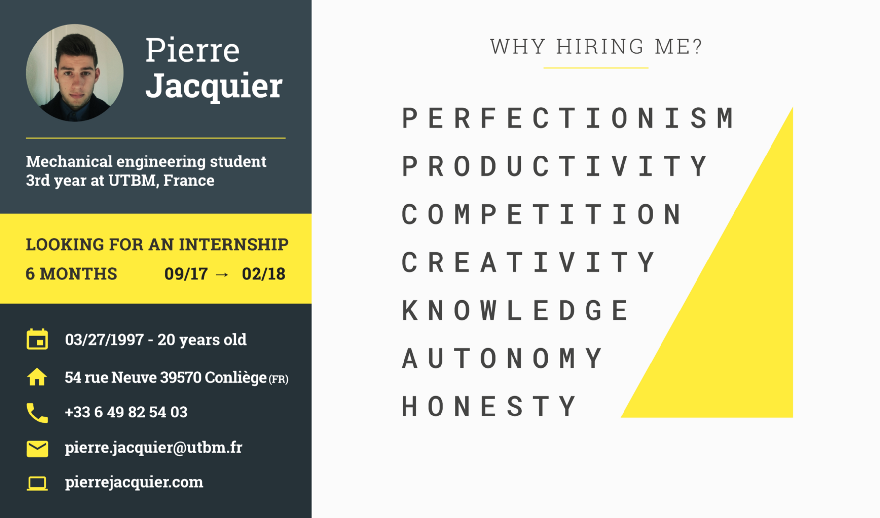 Pierre
Jacquier
Mechanical engineering student
3rd year at UTBM, France
LOOKING FOR AN INTERNSHIP
6 MONTHS 09/17 → 02/18
03/27/1997 - 20 years old
54 rue Neuve 39570 Conliège (FR)
+33 6 49 82 54 03
pierre.jacquier@utbm.fr
pierrejacquier.com
WHY HIRING ME?
PERFECTIONISM
PRODUCTIVITY
COMPETITION
CREATIVITY
KNOWLEDGE
AUTONOMY
HONESTY